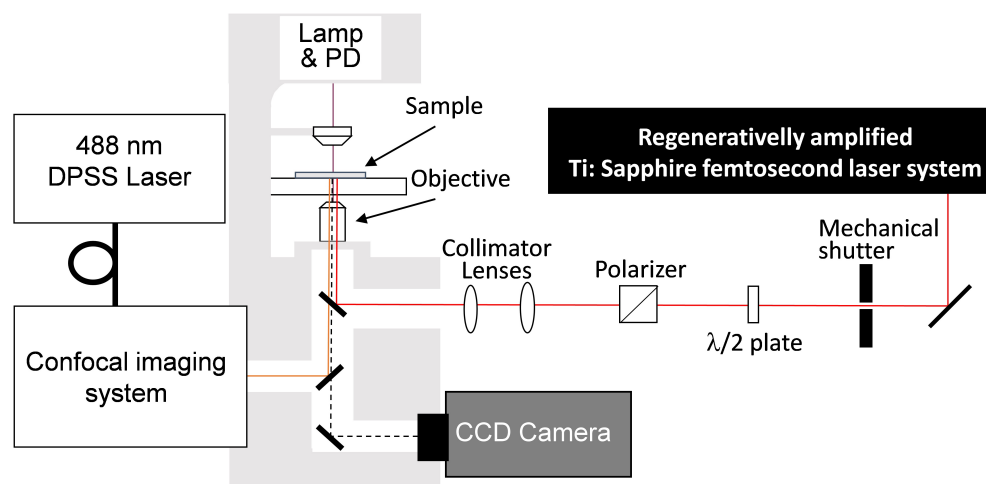 Lamp
& PD
Sample
488 nm
DPSS Laser
Objective
Regenerativelly amplified
Ti: Sapphire femtosecond laser system
Mechanical
shutter
Collimator
Lenses
Polarizer
λ/2 plate
Confocal imaging
system
CCD Camera